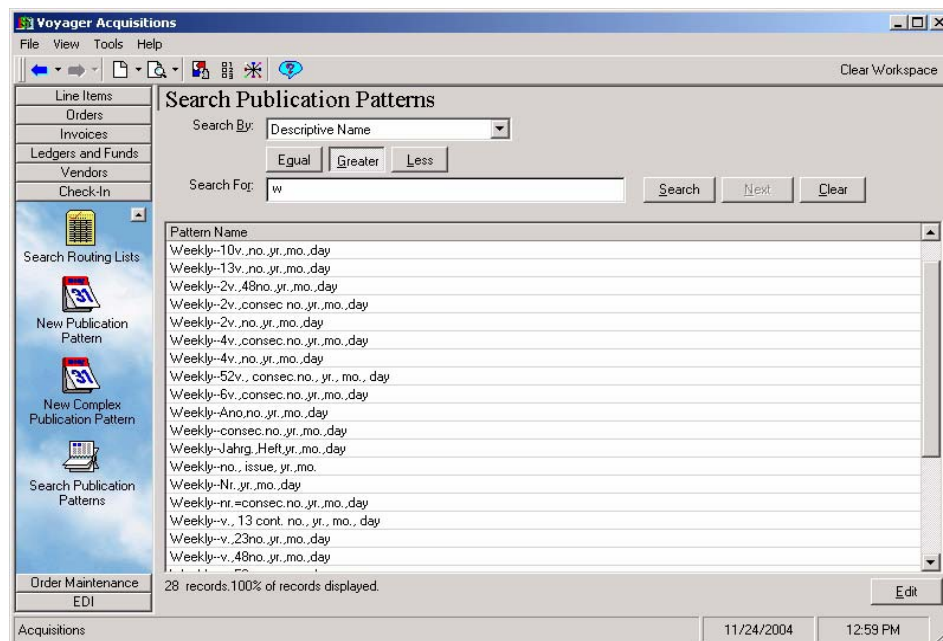 Voyager Acquisitions
File View Tools Help
Clear Workspace
Line Items
Orders
Invoices
Ledgers and Funds
Vendors
Check-In
Search Routing Lists
31
New Publication
Pattern
31
New Complex
Publication Pattern
Search Publication
Patterns
Order Maintenance
EDI
Search Publication Patterns
Search By: Descriptive Name
Equal Greater Less
Search For: w Search Next Clear
Pattern Name
Weekly--10v.,no.,yr.,mo.,day
Weekly--13v.,no.,yr.,mo.,day
Weekly--2v.,48no.,yr.,mo.,day
Weekly--2v.,consec no.,yr.,mo.,day
Weekly--2v.,no.,yr.,mo.,day
Weekly--4v.,consec.no.,yr.,mo.,day
Weekly--4v.,no.,yr.,mo.,day
Weekly--52v., consec.no., yr., mo., day
Weekly--6v.,consec.no.,yr.,mo.,day
Weekly--Ano,no.,yr.,mo.,day
Weekly--consec.no.,yr.,mo.,day
Weekly--Jahrg.,Heft,yr.,mo.,day
Weekly--no., issue, yr.,mo.
Weekly--Nr.,yr.,mo.,day
Weekly--nr.=consec.no.,yr.,mo.,day
Weekly--v., 13 cont. no., yr., mo., day
Weekly--v.,23no.,yr.,mo.,day
Weekly--v.,48no.,yr.,mo.,day
28 records.100% of records displayed.
Edit
Acquisitions 11/24/2004 12:59 PM